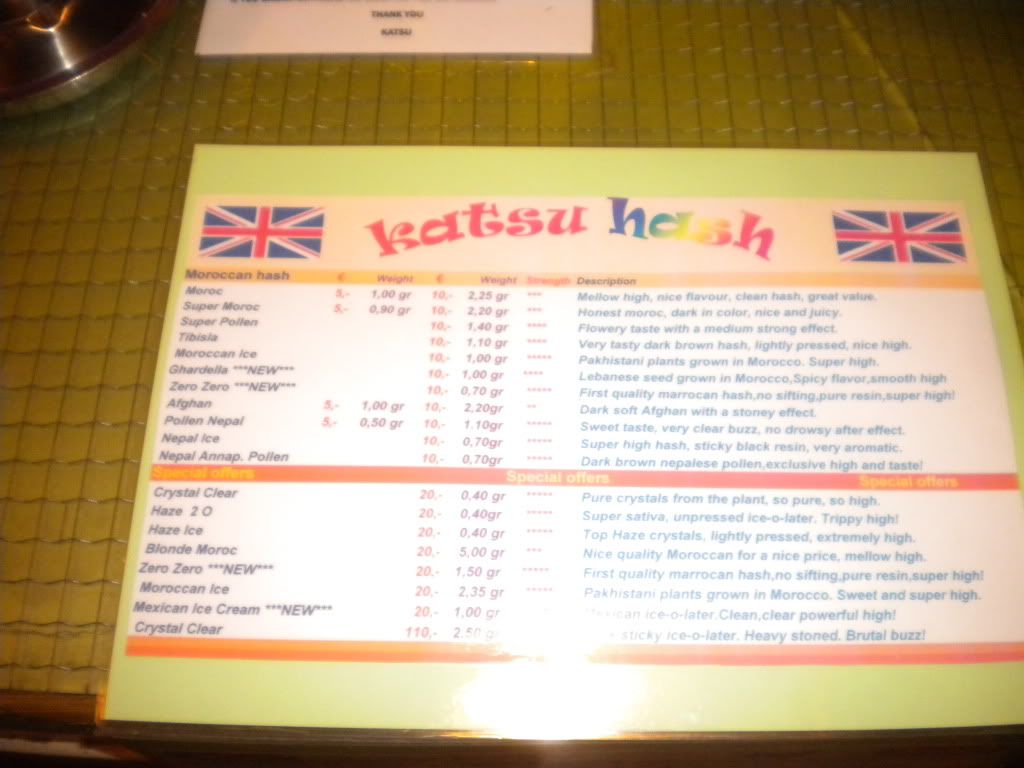 THANK YOU
KATSU
katsu hash
Moroccan hash € Weight € Weight Strength Description
Moroc 5,- 1,00 gr 10,- 2,25 gr *** Mellow high, nice flavour, clean hash, great value.
Super Moroc 5,- 0,90 gr 10,- 2,20 gr *** Honest moroc, dark in color, nice and juicy.
Super Pollen 10,- 1,40 gr **** Flowery taste with a medium strong effect.
Tibisla 10,- 1,10 gr **** Very tasty dark brown hash, lightly pressed, nice high.
Moroccan Ice 10,- 1,00 gr ***** Pakhistani plants grown in Morocco. Super high.
Ghardella ***NEW*** 10,- 1,00 gr **** Lebanese seed grown in Morocco,Spicy flavor,smooth high
Zero Zero ***NEW*** 10,- 0,70 gr ***** First quality marrocan hash,no sifting,pure resin,super high!
Afghan 5,- 1,00 gr 10,- 2,20gr ** Dark soft Afghan with a stoney effect.
Pollen Nepal 5,- 0,50 gr 10,- 1.10gr ***** Sweet taste, very clear buzz, no drowsy after effect.
Nepal Ice 10,- 0,70gr ***** Super high hash, sticky black resin, very aromatic.
Nepal Annap. Pollen 10,- 0,70gr ***** Dark brown nepalese pollen,exclusive high and taste!
Special offers Special offers Special offers
Crystal Clear 20,- 0,40 gr ***** Pure crystals from the plant, so pure, so high.
Haze 2 O 20,- 0,40gr ***** Super sativa, unpressed ice-o-later. Trippy high!
Haze Ice 20,- 0,40 gr ***** Top Haze crystals, lightly pressed, extremely high.
Blonde Moroc 20,- 5,00 gr *** Nice quality Moroccan for a nice price, mellow high.
Zero Zero ***NEW*** 20,- 1,50 gr ***** First quality marrocan hash,no sifting,pure resin,super high!
Moroccan Ice 20,- 2,35 gr ***** Pakhistani plants grown in Morocco. Sweet and super high.
Mexican Ice Cream ***NEW*** 20,- 1,00 gr Mexican ice-o-later.Clean,clear powerful high!
Crystal Clear 110,- 2,50 gr sticky ice-o-later. Heavy stoned. Brutal buzz!